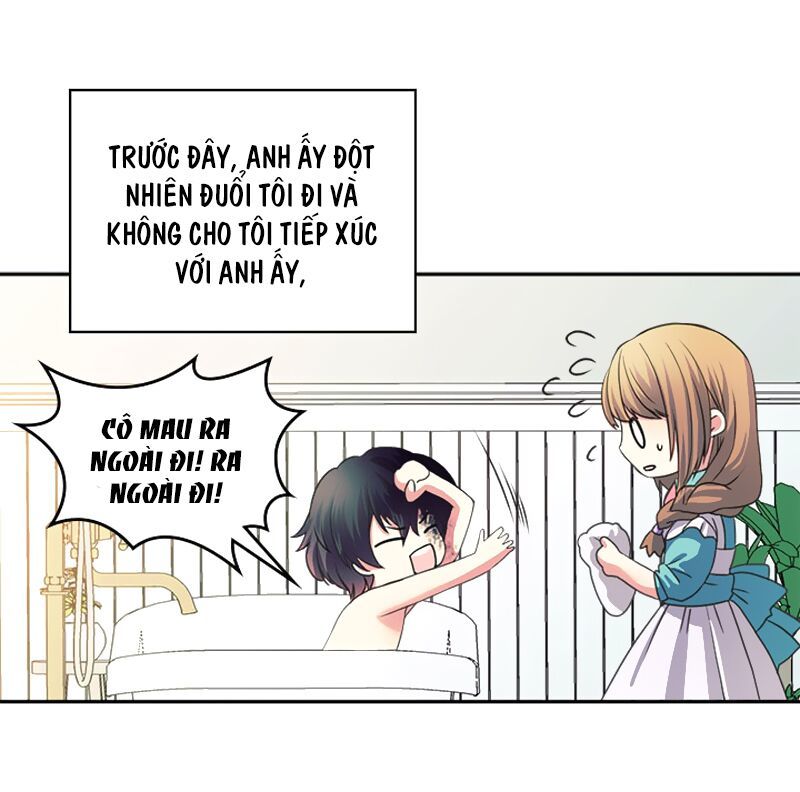 TRƯỚC ĐÂY, ANH ẤY ĐỘT
NHIÊN ĐUỔI TÔI ĐI VÀ
KHÔNG CHO TÔI TIẾP XÚC
VỚI ANH ẤY,
CÔ MAU RA
NGOÀI ĐI! RA
NGOÀI ĐI!